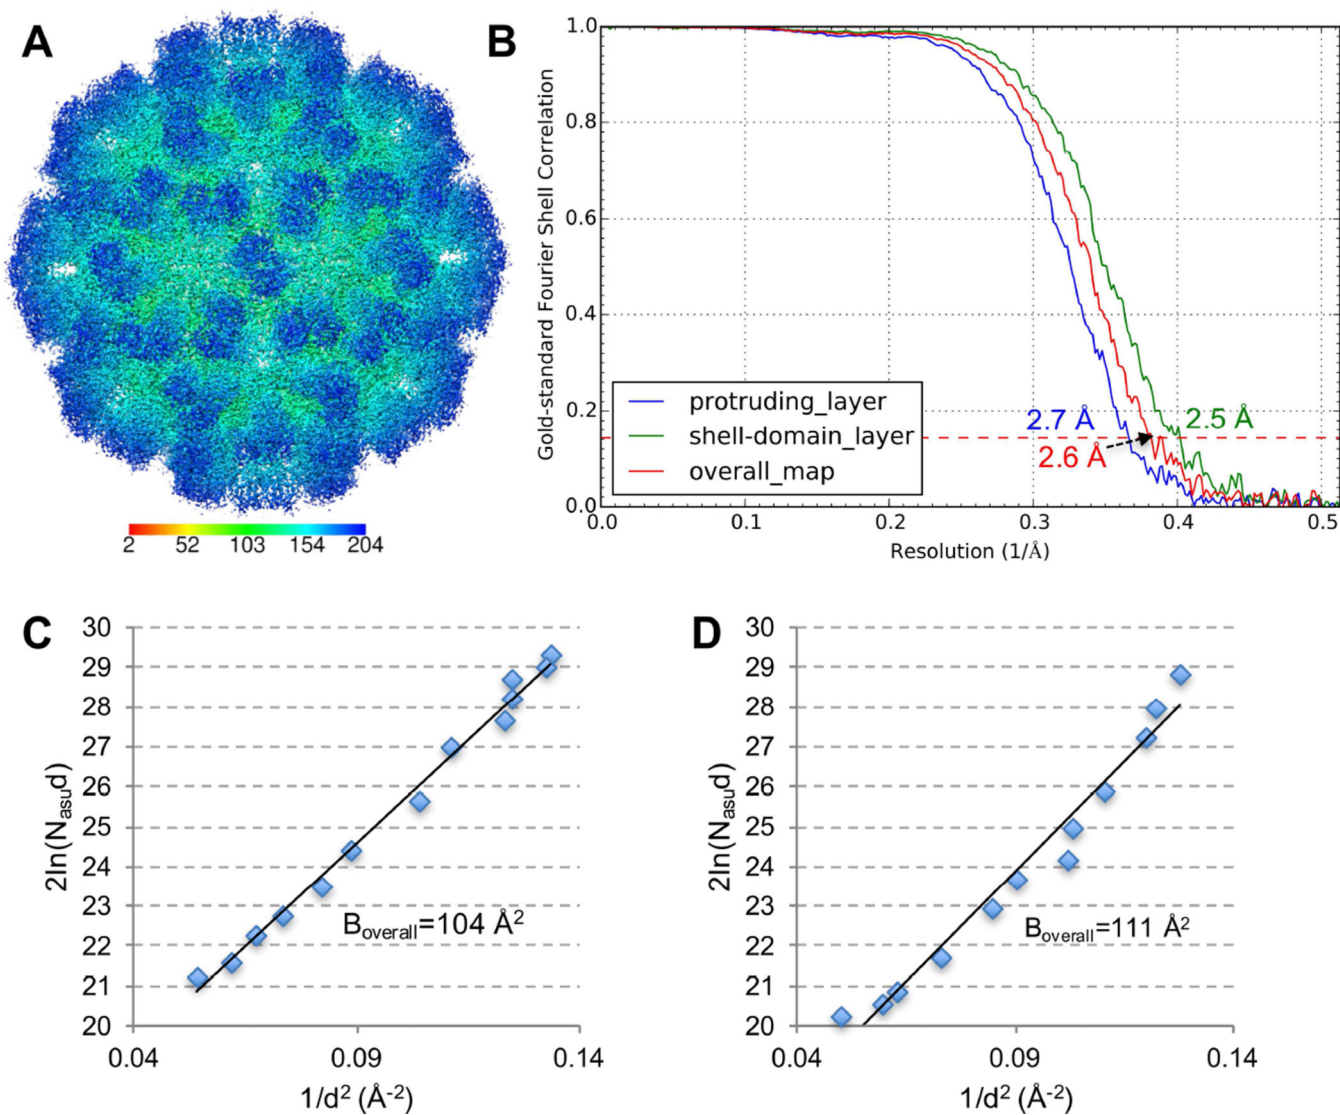 A
2 52 103 154 204
B
Gold-standard Fourier Shell Correlation
1.0
0.8
0.6
0.4
0.2
0.0
protruding_layer
shell-domain_layer
overall_map
2.7 Å
2.5 Å
2.6 Å
0.0 0.1 0.2 0.3 0.4 0.5
Resolution (1/Å)
C
2ln(Nasud)
30
29
28
27
26
25
24
23
22
21
20
Boverall=104 Å²
0.04 0.09 0.14
1/d² (Å⁻²)
D
2ln(Nasud)
30
29
28
27
26
25
24
23
22
21
20
Boverall=111 Å²
0.04 0.09 0.14
1/d² (Å⁻²)